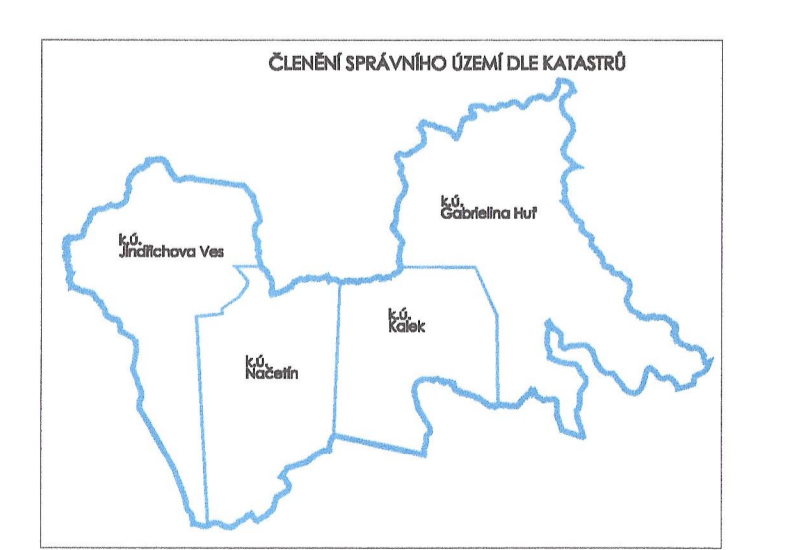 ČLENĚNÍ SPRÁVNÍHO ÚZEMÍ DLE KATASTRŮ
k.ú.
Gabrielina Huť
k.ú.
Jindřichova Ves
k.ú.
Kalek
k.ú.
Načetín